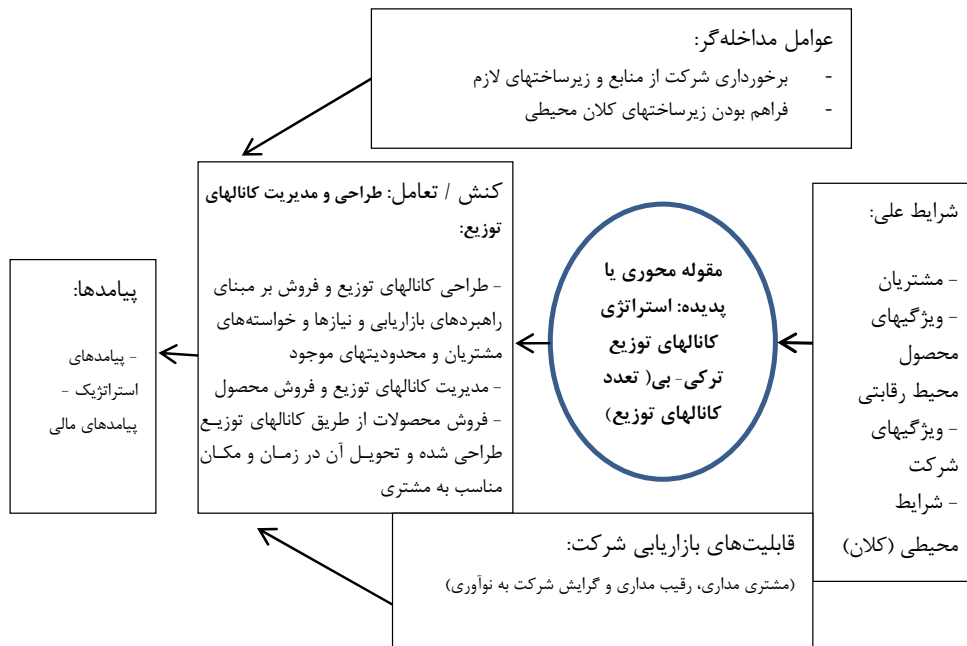 عوامل مداخله‌گر:
- برخورداری شرکت از منابع و زیرساختهای لازم
- فراهم بودن زیرساختهای کلان محیطی
شرایط علی:
- مشتریان
- ویژگیهای
محصول
محیط رقابتی
- ویژگیهای
شرکت
- شرایط
محیطی (کلان)
مقوله محوری یا
پدیده: استراتژی
کانالهای توزیع
ترکی- بی( تعدد
کانالهای توزیع)
کنش / تعامل: طراحی و مدیریت کانالهای
توزیع:
- طراحی کانالهای توزیع و فروش بر مبنای
راهبردهای بازاریابی و نیازها و خواسته‌های
مشتریان و محدودیتهای موجود
- مدیریت کانالهای توزیع و فروش محصول
- فروش محصولات از طریق کانالهای توزیـع
طراحی شده و تحویـل آن در زمـان و مکـان
مناسب به مشتری
پیامدها:
- پیامدهای
استراتژیک -
پیامدهای مالی
قابلیت‌های بازاریابی شرکت:
(مشتری مداری، رقیب مداری و گرایش شرکت به نوآوری)